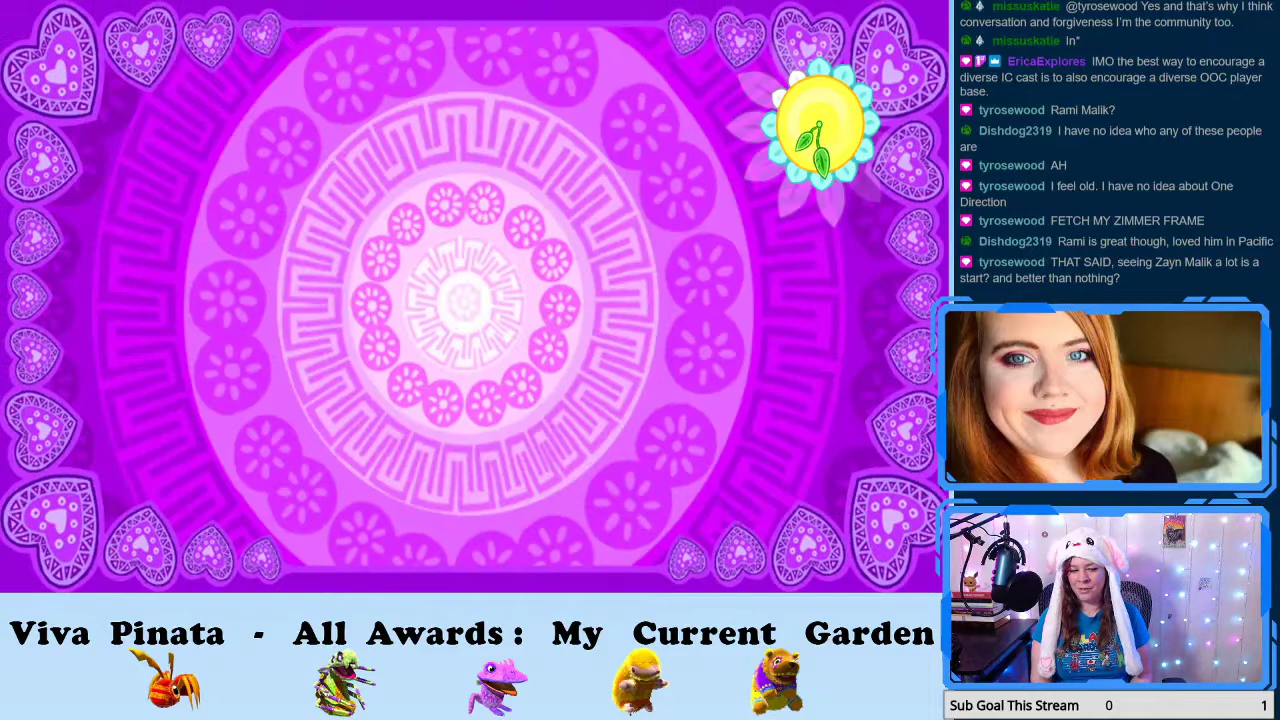 missuskatie @tyrosewood Yes and that's why I think
conversation and forgiveness I'm the community too.
missuskatie In*
EricaExplores IMO the best way to encourage a
diverse IC cast is to also encourage a diverse OOC player
base.
tyrosewood Rami Malik?
Dishdog2319 I have no idea who any of these people
are
tyrosewood AH
tyrosewood I feel old. I have no idea about One
Direction
tyrosewood FETCH MY ZIMMER FRAME
Dishdog2319 Rami is great though, loved him in Pacific
tyrosewood THAT SAID, seeing Zayn Malik a lot is a
start? and better than nothing?
Viva Pinata - All Awards: My Current Garden
Sub Goal This Stream 0 1